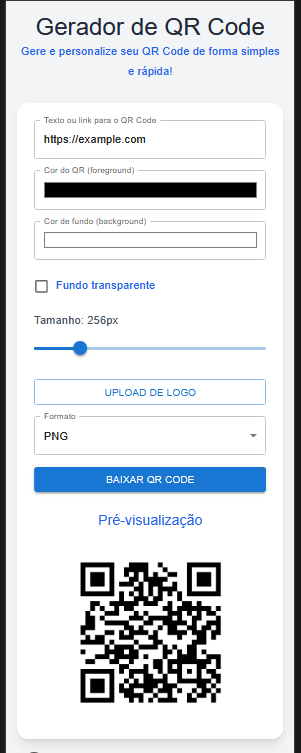 Gerador de QR Code
Gere e personalize seu QR Code de forma simples
e rápida!
Texto ou link para o QR Code
https://example.com
Cor do QR (foreground)
Cor de fundo (background)
Fundo transparente
Tamanho: 256px
UPLOAD DE LOGO
Formato
PNG
BAIXAR QR CODE
Pré-visualização